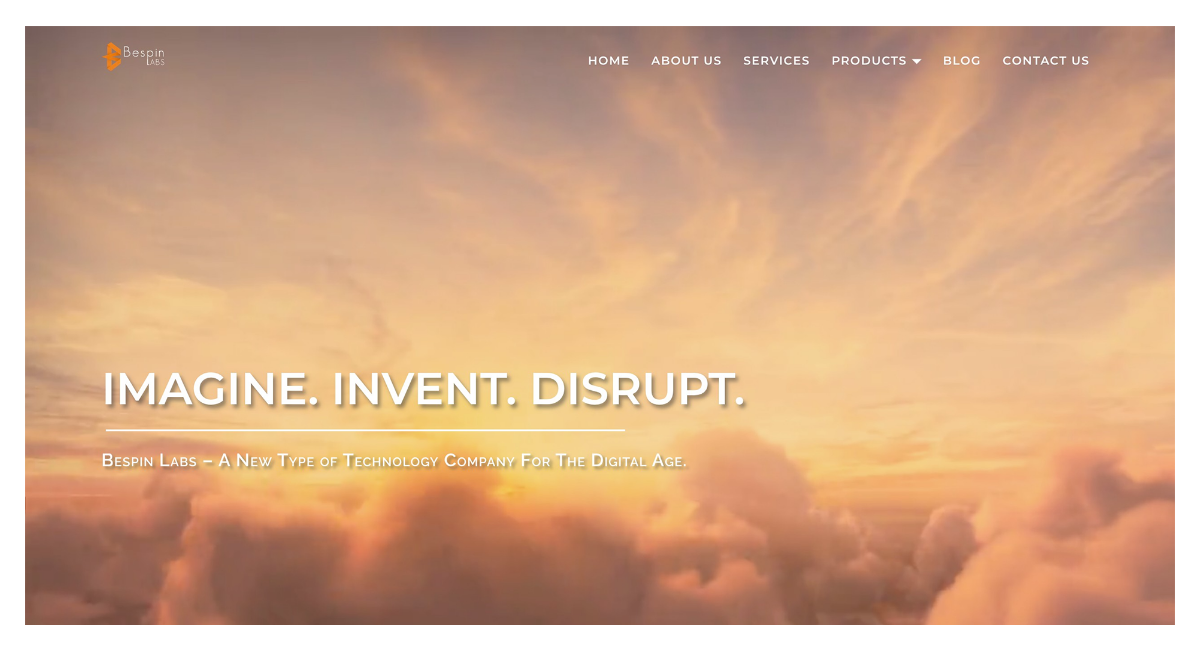 Bespin
LABS
HOME ABOUT US SERVICES PRODUCTS BLOG CONTACT US
IMAGINE. INVENT. DISRUPT.
Bespin Labs – A New Type of Technology Company For The Digital Age.